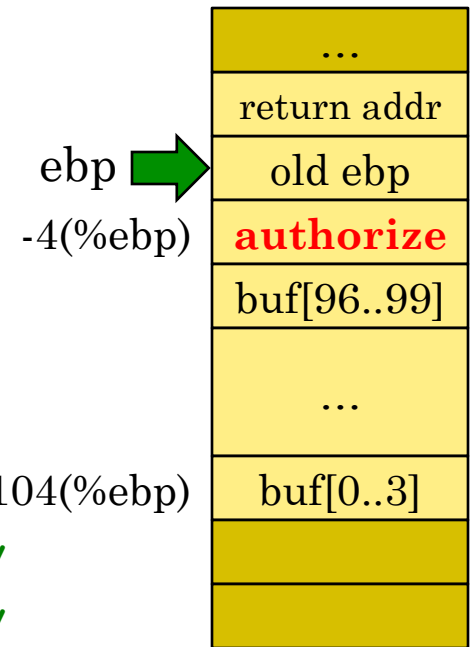 ...
return addr
ebp
old ebp
-4(%ebp)
authorize
buf[96..99]
...
104(%ebp)
buf[0..3]